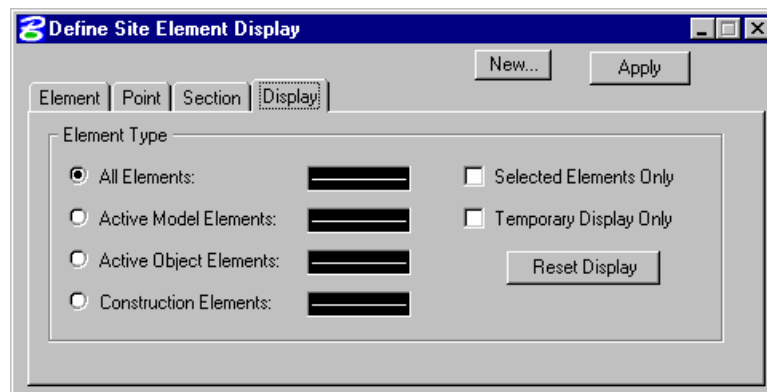 Define Site Element Display
New... Apply
Element Point Section Display
Element Type
All Elements: Selected Elements Only
Active Model Elements: Temporary Display Only
Active Object Elements: Reset Display
Construction Elements: